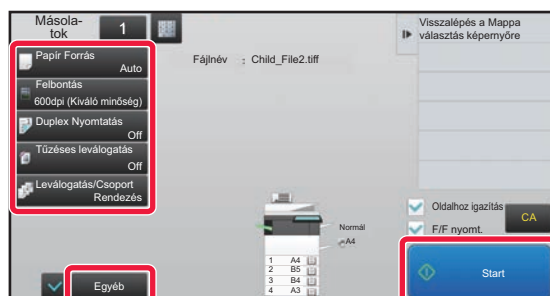 Másola-
tok
1
Papír Forrás
Auto
Felbontás
600dpi (Kiváló minőség)
Duplex Nyomtatás
Off
Tűzéses leválogatás
Off
Leválogatás/Csoport
Rendezés
Egyéb
Fájlnév : Child_File2.tiff
Normál
A4
1 A4
2 B5
3 B4
4 A3
Visszalépés a Mappa
választás képernyőre
Oldalhoz igazítás
F/F nyomt.
CA
Start